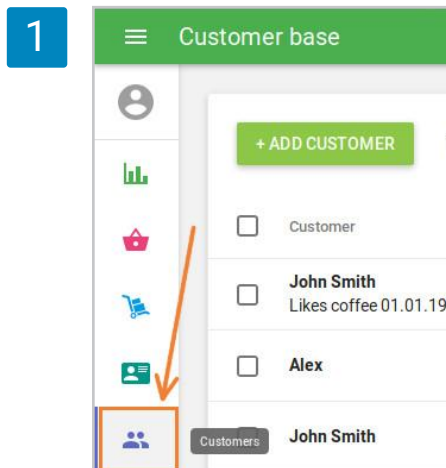 1
Customer base
+ ADD CUSTOMER
Customer
John Smith
Likes coffee 01.01.19
Alex
Customers
John Smith